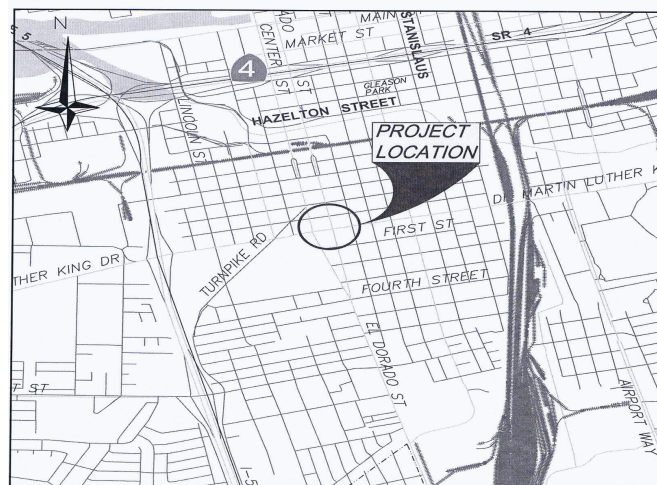 N
S 5
ADO ST
CENTER ST
MAIN
MARKET ST
STANISLAUS
SR 4
4
GLEASON
PARK
LINCOLN ST
HAZELTON STREET
PROJECT
LOCATION
DR MARTIN LUTHER K
FIRST ST
THER KING DR
TURNPIKE RD
FOURTH STREET
EL DORADO ST
T ST
AIRPORT WAY
I-5